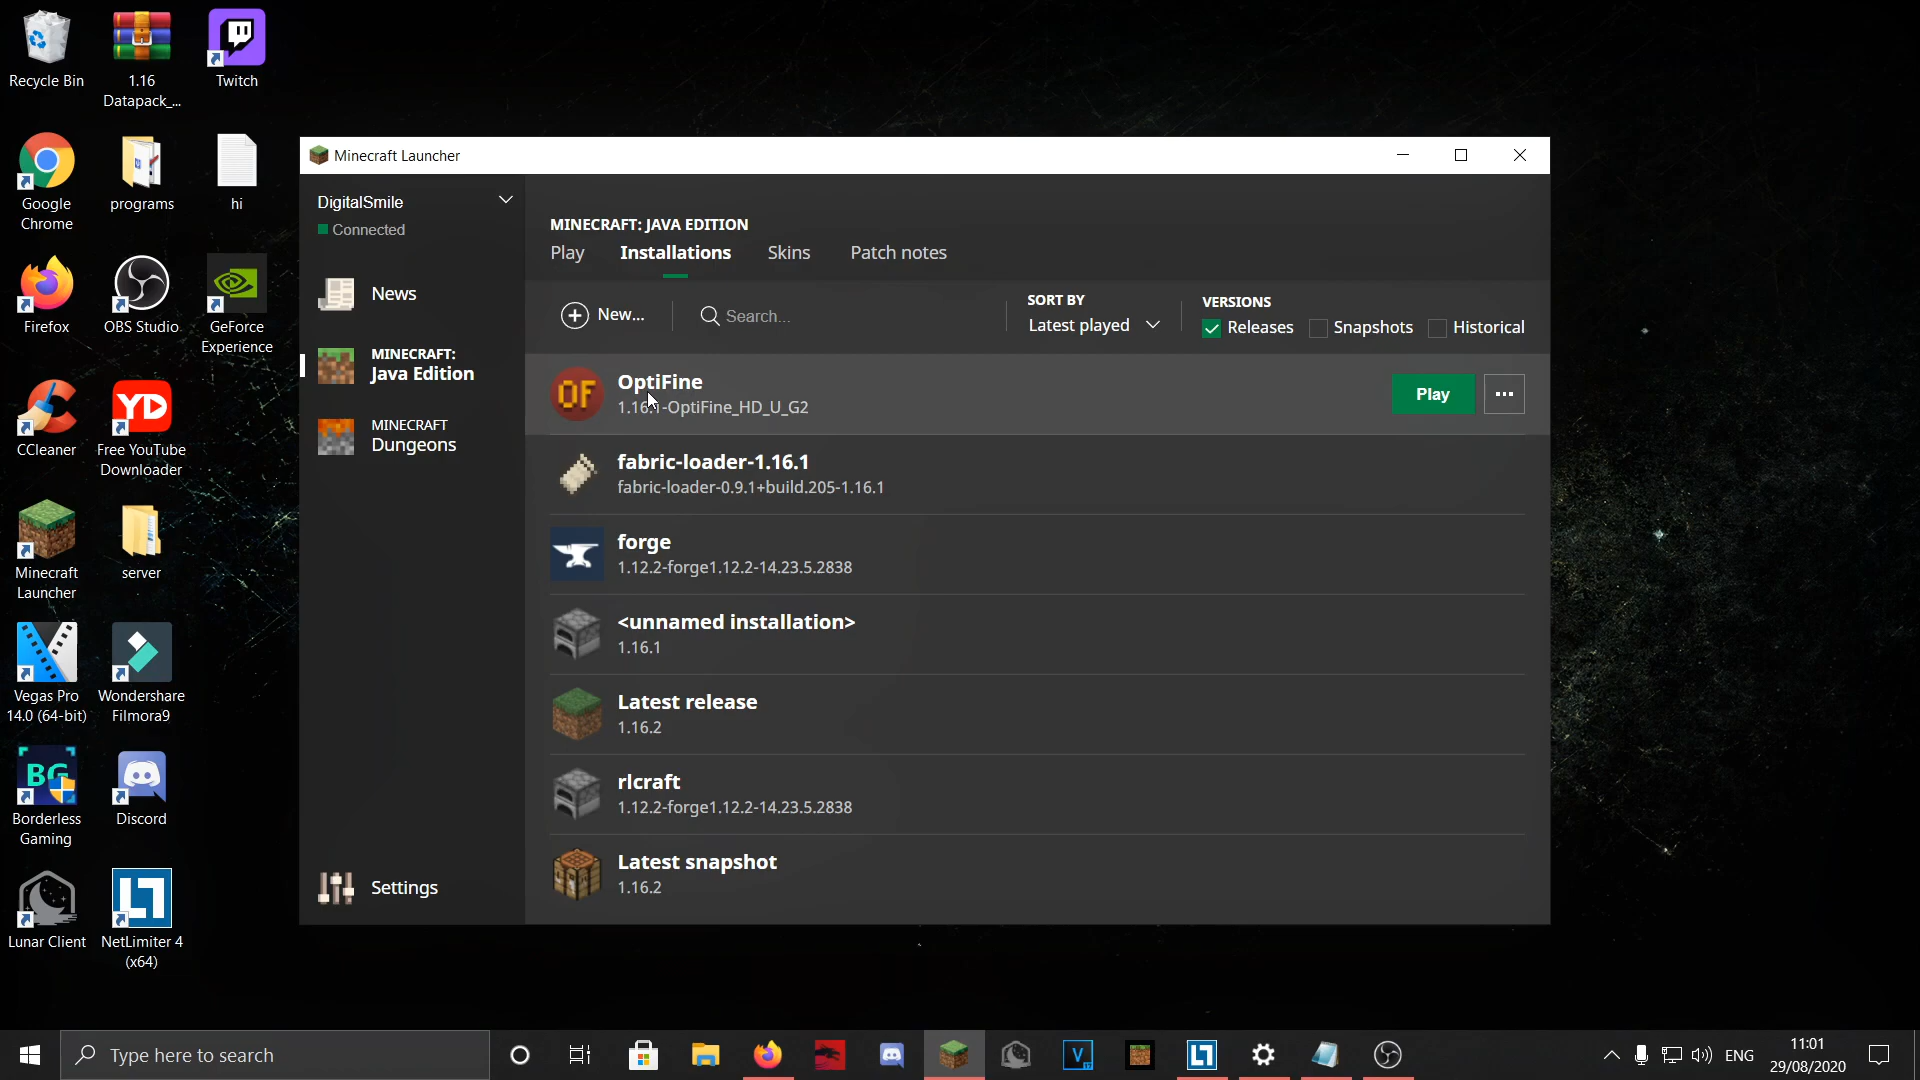 Recycle Bin
1.16
Datapack_...
Twitch
Google
Chrome
programs
hi
Firefox
OBS Studio
GeForce
Experience
CCleaner
YD
Free YouTube
Downloader
Minecraft
Launcher
server
Vegas Pro
14.0 (64-bit)
Wondershare
Filmora9
BG
Borderless
Gaming
Discord
Lunar Client
NetLimiter 4
(x64)
Minecraft Launcher
DigitalSmile
Connected
News
MINECRAFT:
Java Edition
MINECRAFT
Dungeons
Settings
MINECRAFT: JAVA EDITION
Play Installations Skins Patch notes
New... Search...
SORT BY
Latest played
VERSIONS
Releases Snapshots Historical
OF
OptiFine
1.16.1-OptiFine_HD_U_G2
Play
fabric-loader-1.16.1
fabric-loader-0.9.1+build.205-1.16.1
forge
1.12.2-forge1.12.2-14.23.5.2838
<unnamed installation>
1.16.1
Latest release
1.16.2
rlcraft
1.12.2-forge1.12.2-14.23.5.2838
Latest snapshot
1.16.2
Type here to search
V
ENG
11:01
29/08/2020